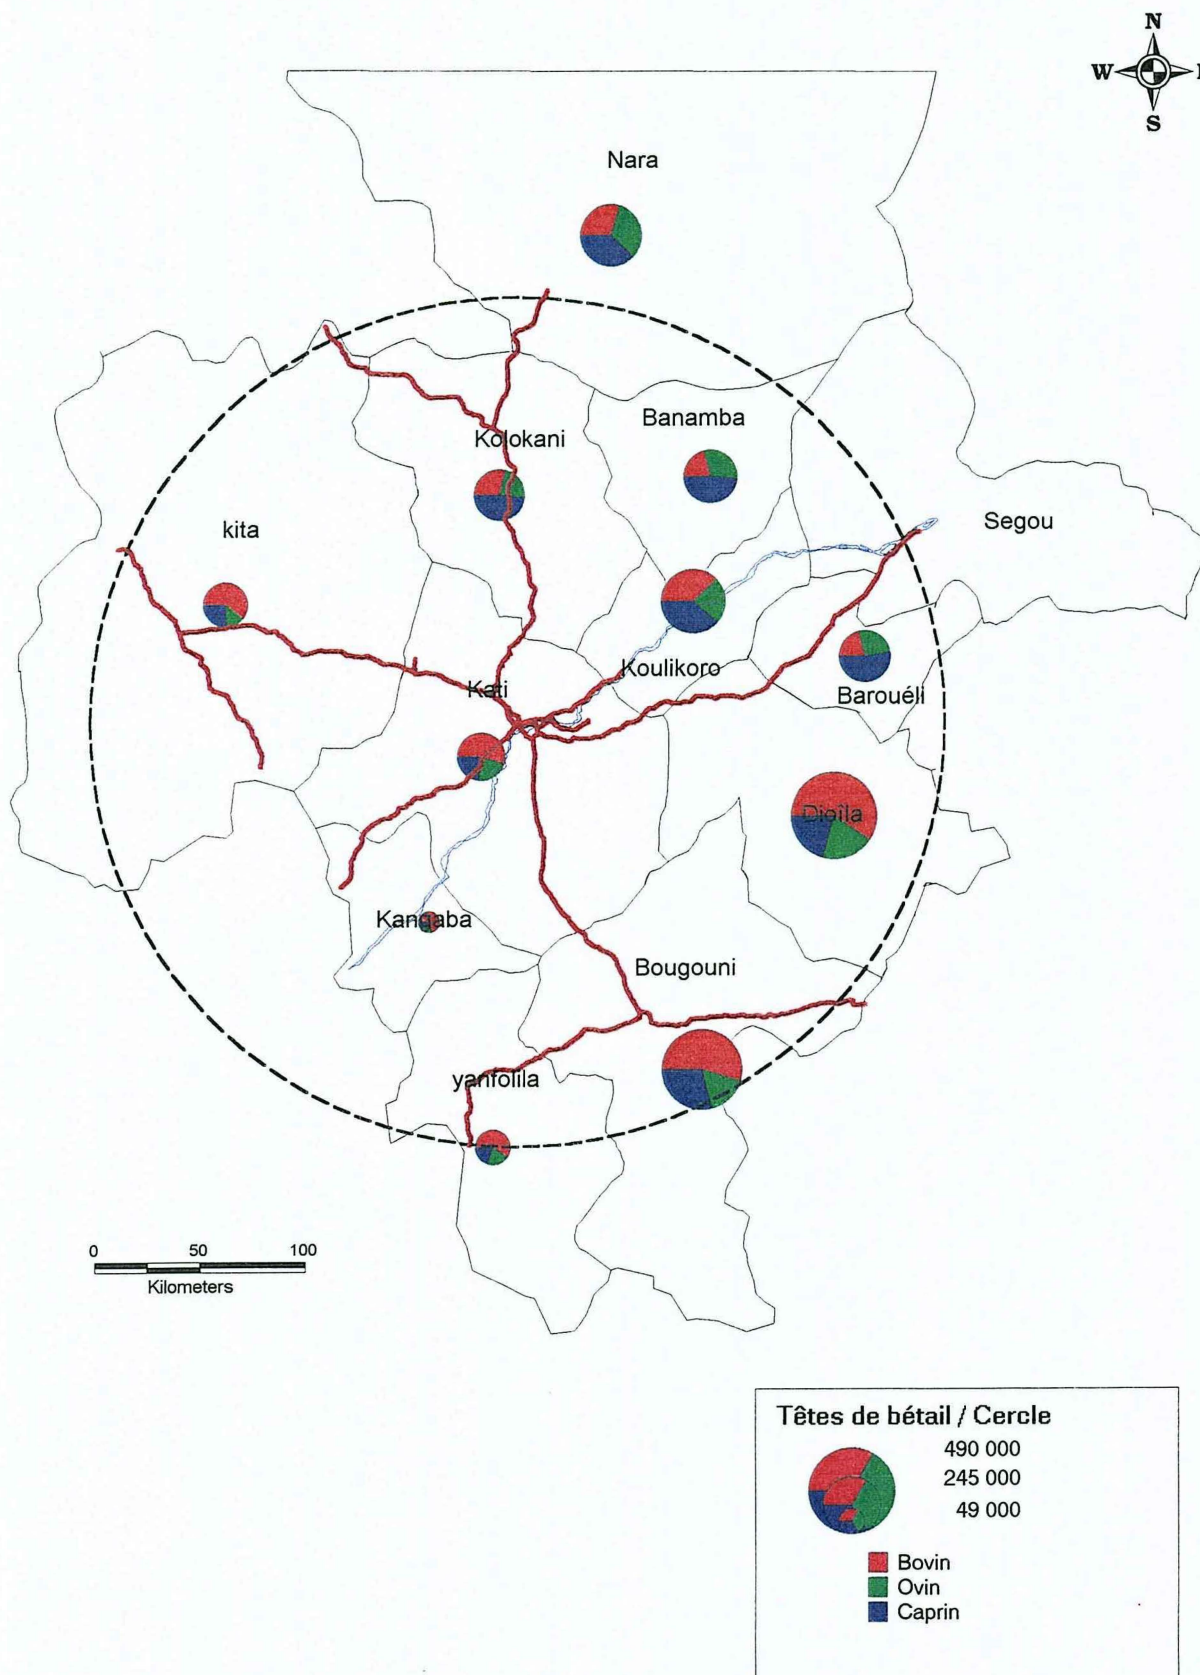 N
W
S
Nara
Banamba
Kolokani
Segou
kita
Koulikoro
Kati
Barouéli
Dioïla
Kangaba
Bougouni
yanfolila
0 50 100
Kilometers
Têtes de bétail / Cercle
490 000
245 000
49 000
Bovin
Ovin
Caprin